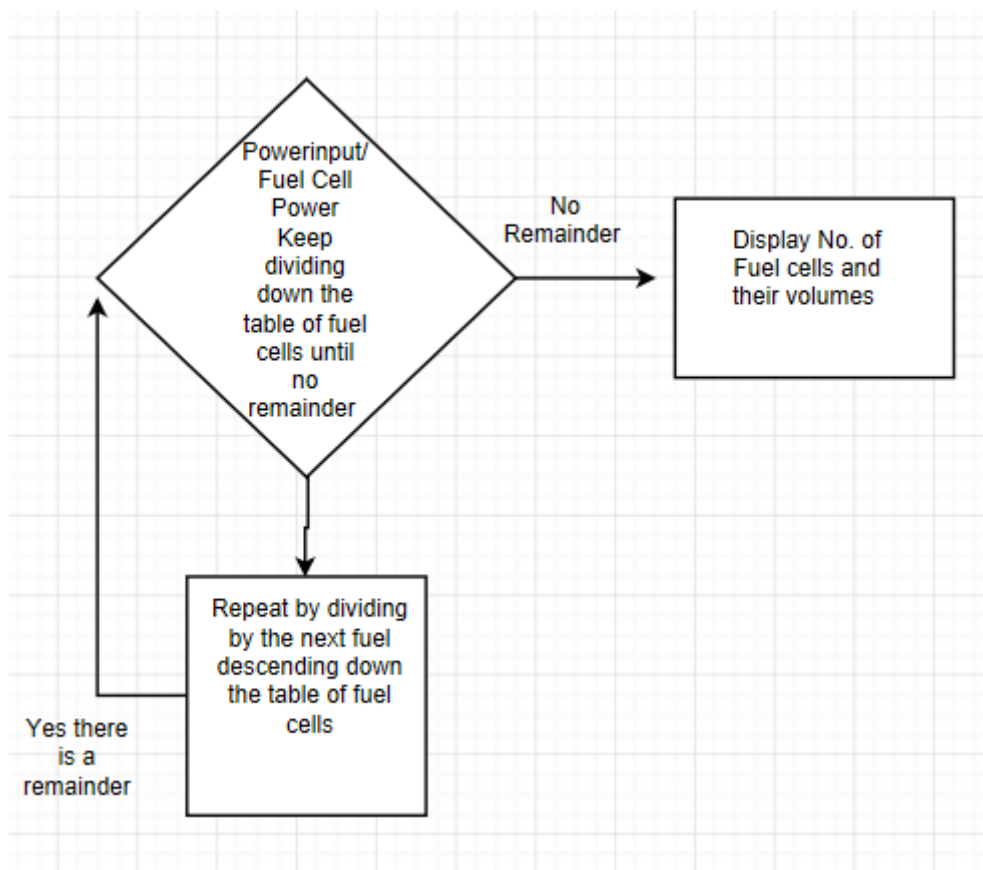 Powerinput/
Fuel Cell
Power
Keep
dividing
down the
table of fuel
cells until
no
remainder
No
Remainder
Display No. of
Fuel cells and
their volumes
Repeat by dividing
by the next fuel
descending down
the table of fuel
cells
Yes there
is a
remainder